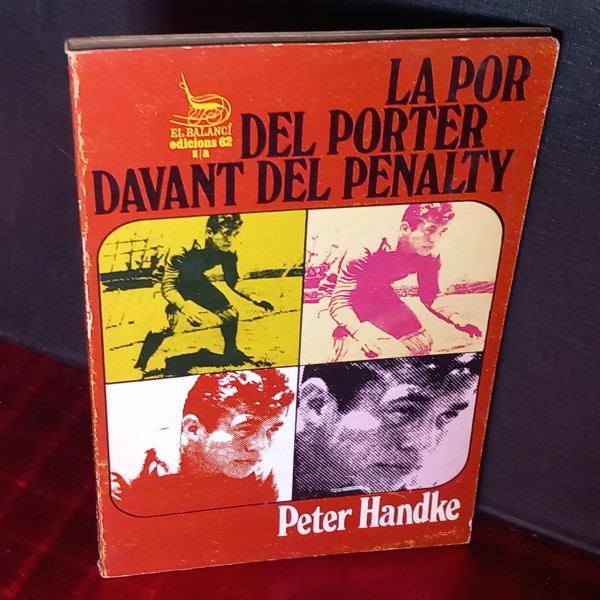 LA POR
DEL PORTER
DAVANT DEL PENALTY
EL BALANCÍ
edicions 62
s|a
Peter Handke